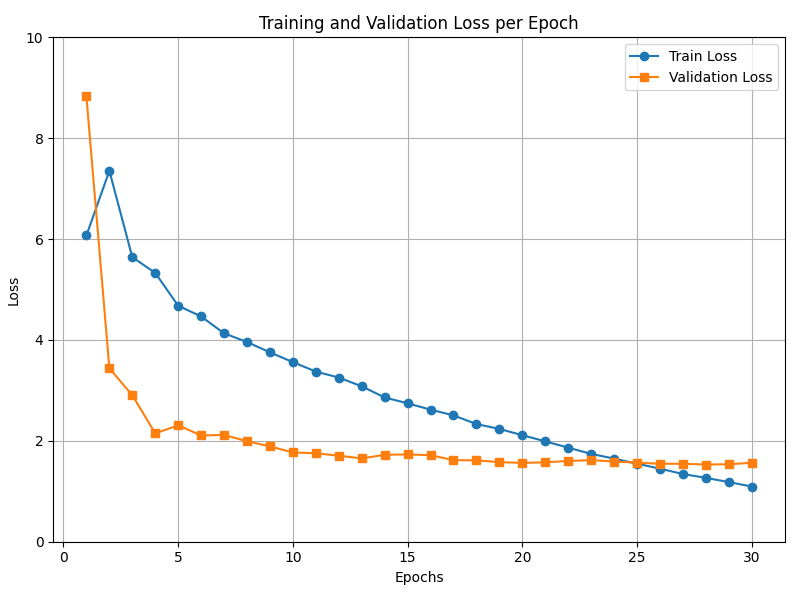 Training and Validation Loss per Epoch
10
8
6
4
2
0
Loss
Train Loss
Validation Loss
0 5 10 15 20 25 30
Epochs